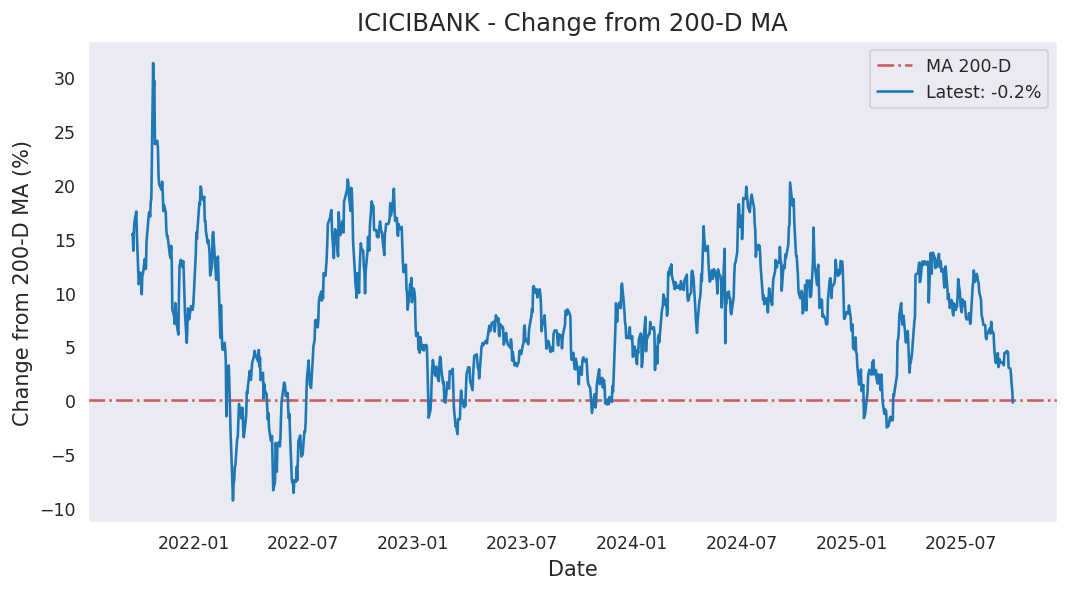 ICICIBANK - Change from 200-D MA
MA 200-D
Latest: -0.2%
Change from 200-D MA (%)
30
25
20
15
10
5
0
−5
−10
2022-01 2022-07 2023-01 2023-07 2024-01 2024-07 2025-01 2025-07
Date